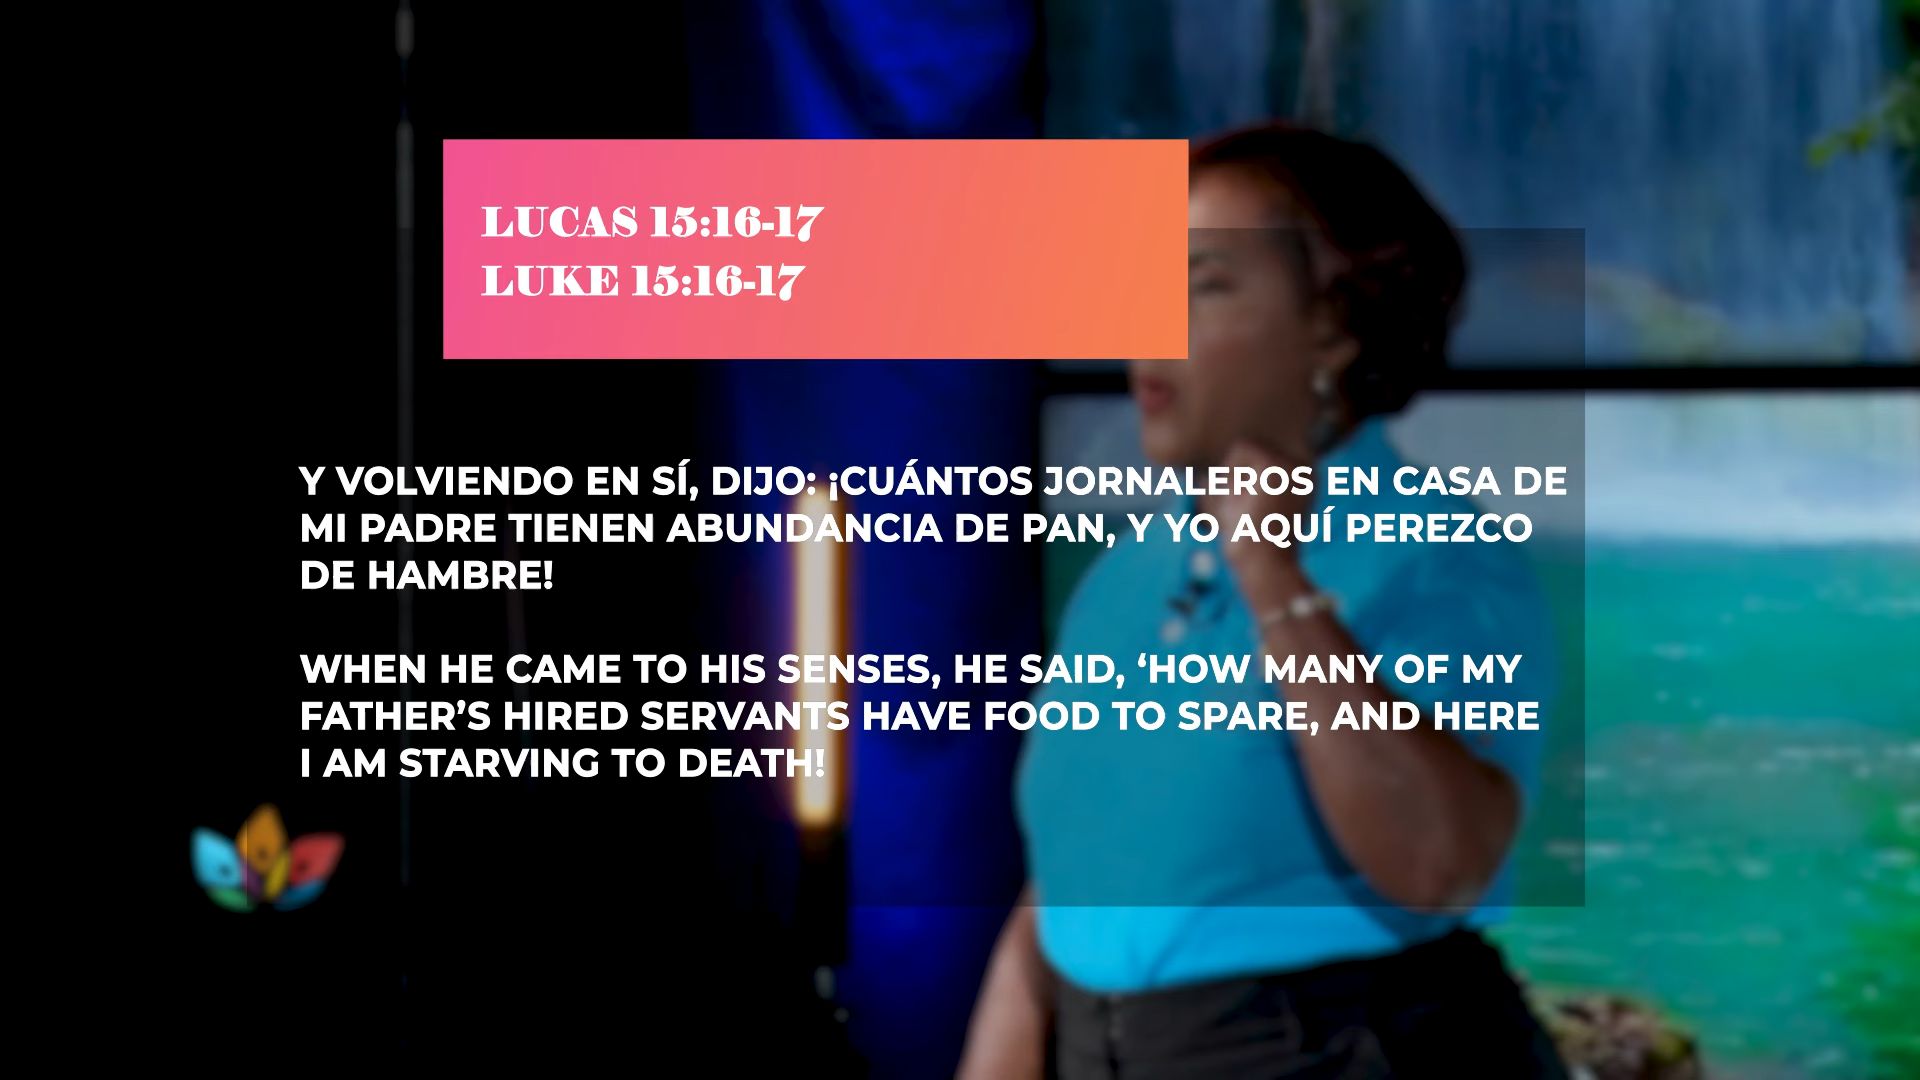 LUCAS 15:16-17
LUKE 15:16-17
Y VOLVIENDO EN SÍ, DIJO: ¡CUÁNTOS JORNALEROS EN CASA DE
MI PADRE TIENEN ABUNDANCIA DE PAN, Y YO AQUÍ PEREZCO
DE HAMBRE!
WHEN HE CAME TO HIS SENSES, HE SAID, ‘HOW MANY OF MY
FATHER’S HIRED SERVANTS HAVE FOOD TO SPARE, AND HERE
I AM STARVING TO DEATH!